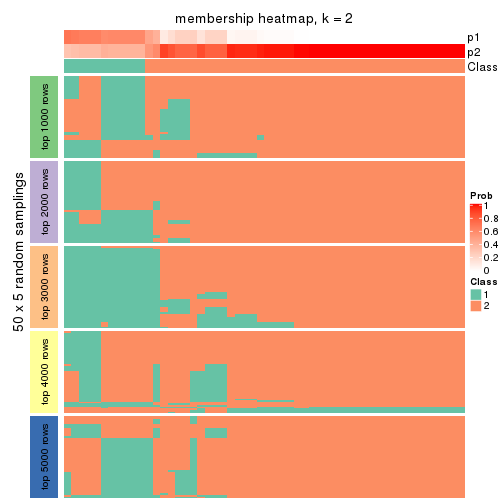 membership heatmap, k = 2
p1
p2
Class
50 x 5 random samplings
top 1000 rows
top 2000 rows
top 3000 rows
top 4000 rows
top 5000 rows
Prob
1
0.8
0.6
0.4
0.2
0
Class
1
2